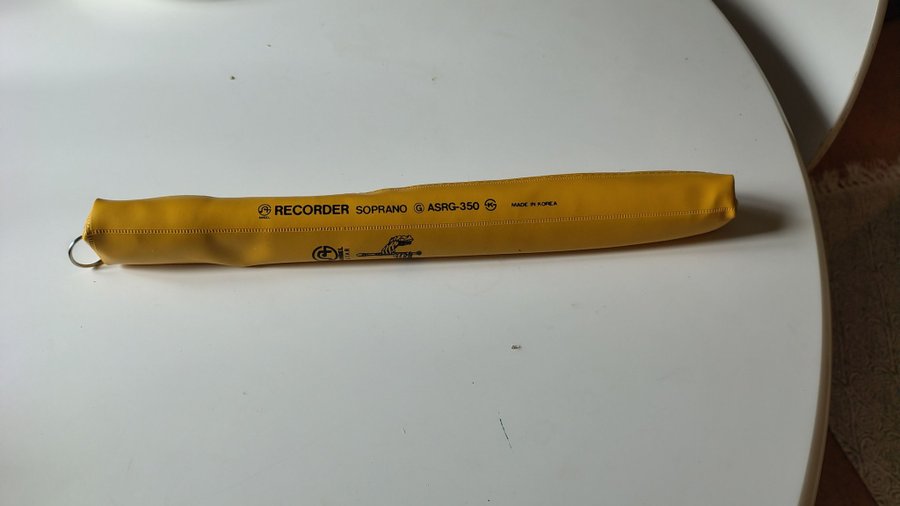 RECORDER SOPRANO G ASRG-350 MADE IN KOREA